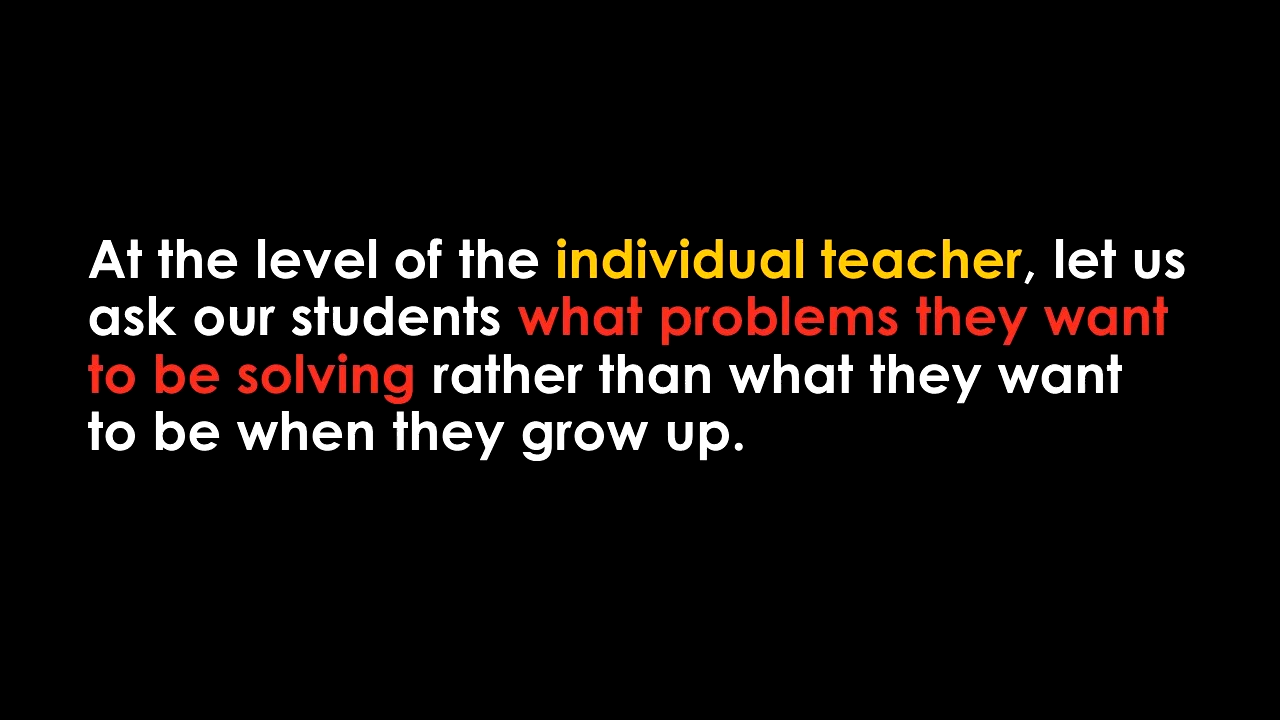 At the level of the individual teacher, let us
ask our students what problems they want
to be solving rather than what they want
to be when they grow up.